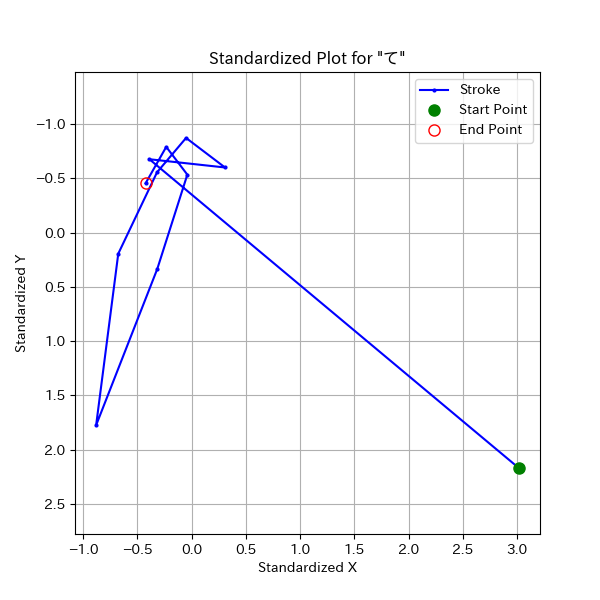 Standardized Plot for "て"
Stroke
Start Point
End Point
-1.0
-0.5
0.0
0.5
1.0
1.5
2.0
2.5
Standardized Y
-1.0 -0.5 0.0 0.5 1.0 1.5 2.0 2.5 3.0
Standardized X